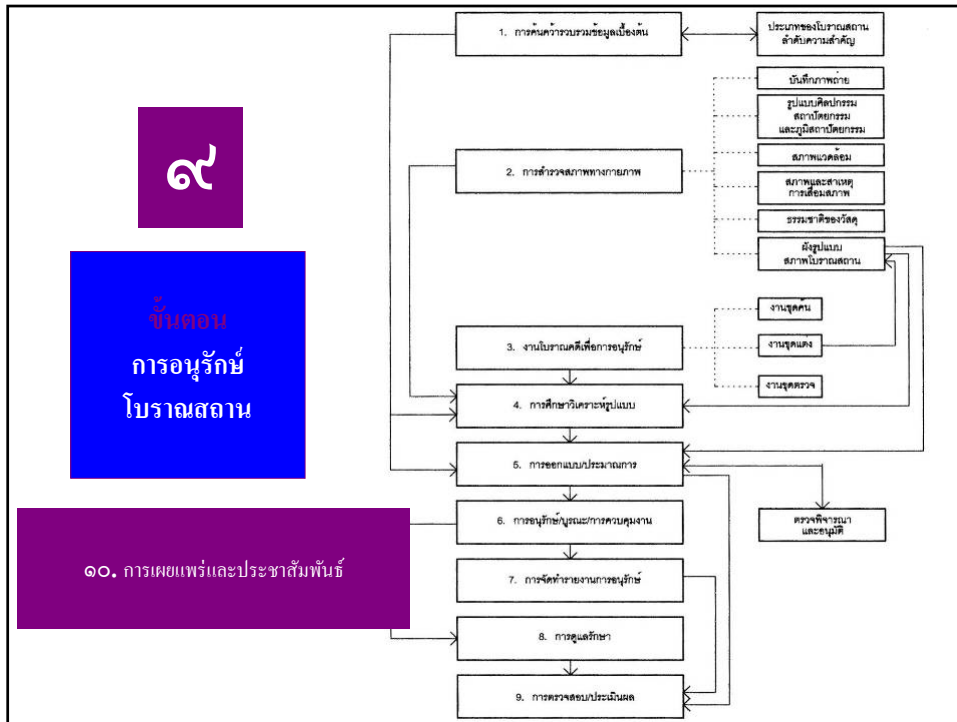 ๙
ขั้นตอน
การอนุรักษ์
โบราณสถาน
๑๐. การเผยแพร่และประชาสัมพันธ์
1. การค้นคว้ารวบรวมข้อมูลเบื้องต้น
ประเภทของโบราณสถาน
ลำดับความสำคัญ
2. การสำรวจสภาพทางกายภาพ
บันทึกภาพถ่าย
รูปแบบศิลปกรรม
สถาปัตยกรรม
และภูมิสถาปัตยกรรม
สภาพแวดล้อม
สภาพและสาเหตุ
การเสื่อมสภาพ
ธรรมชาติของวัสดุ
ผังรูปแบบ
สภาพโบราณสถาน
3. งานโบราณคดีเพื่อการอนุรักษ์
งานขุดค้น
งานขุดแต่ง
งานขุดตรวจ
4. การศึกษาวิเคราะห์รูปแบบ
5. การออกแบบ/ประมาณการ
ตรวจพิจารณา
และอนุมัติ
6. การอนุรักษ์/บูรณะ/การควบคุมงาน
7. การจัดทำรายงานการอนุรักษ์
8. การดูแลรักษา
9. การตรวจสอบ/ประเมินผล